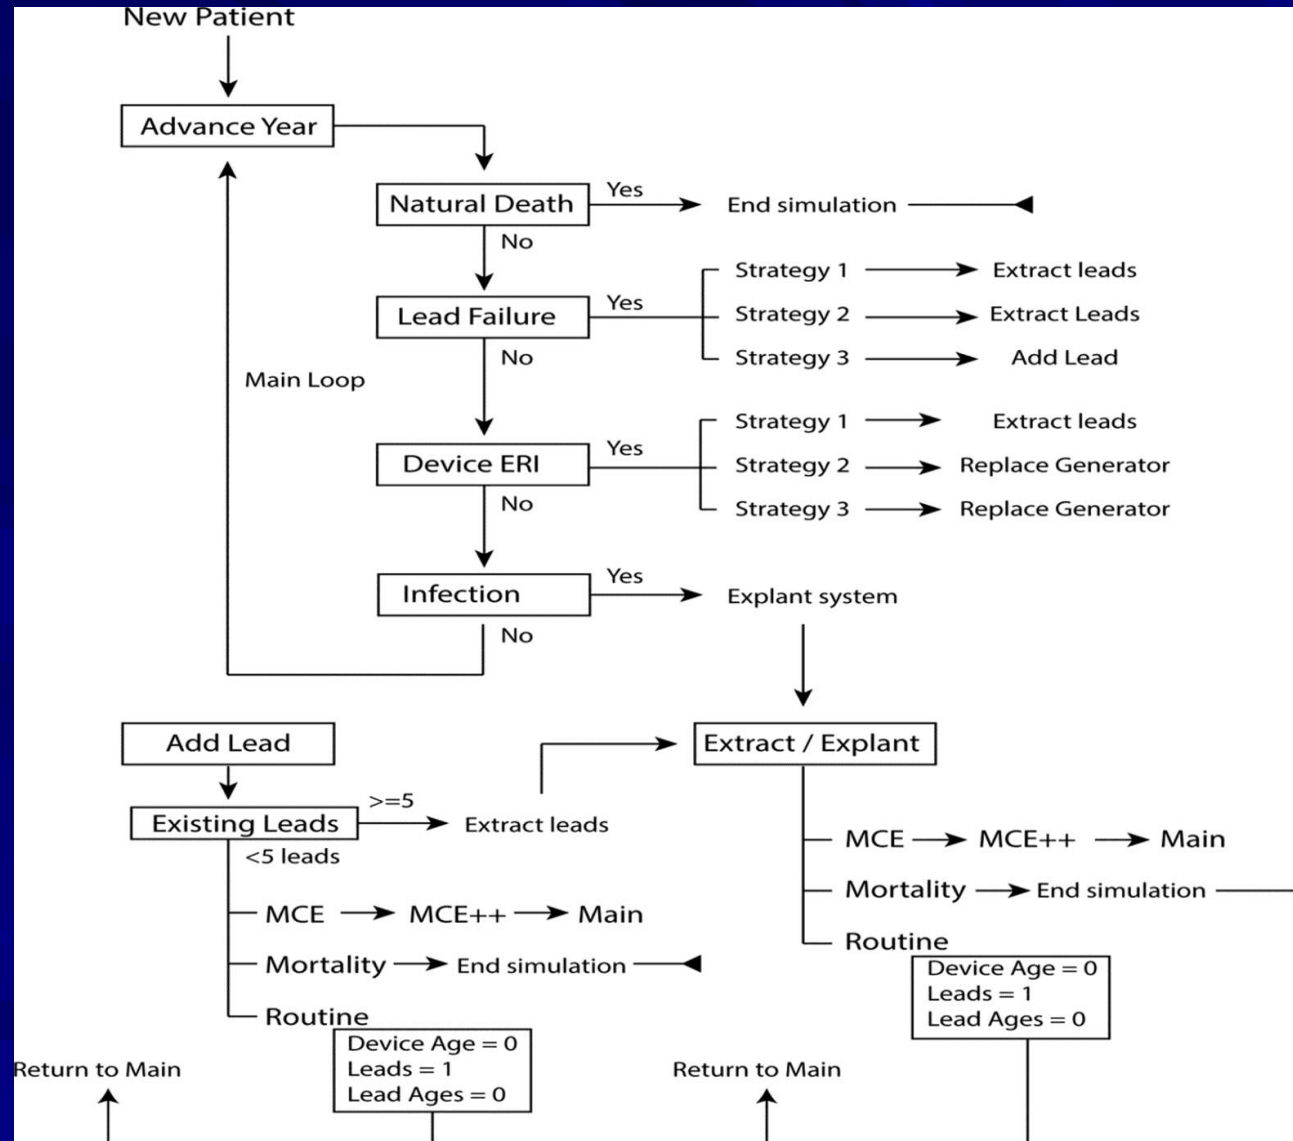 New Patient
Advance Year
Natural Death Yes End simulation
No
Lead Failure Yes
Strategy 1 Extract leads
Strategy 2 Extract Leads
Strategy 3 Add Lead
No
Main Loop
Device ERI Yes
Strategy 1 Extract leads
Strategy 2 Replace Generator
Strategy 3 Replace Generator
No
Infection Yes Explant system
No
Add Lead
Existing Leads >=5 Extract leads
<5 leads
MCE MCE++ Main
Mortality End simulation
Routine
Device Age = 0
Leads = 1
Lead Ages = 0
Return to Main
Extract / Explant
MCE MCE++ Main
Mortality End simulation
Routine
Device Age = 0
Leads = 1
Lead Ages = 0
Return to Main